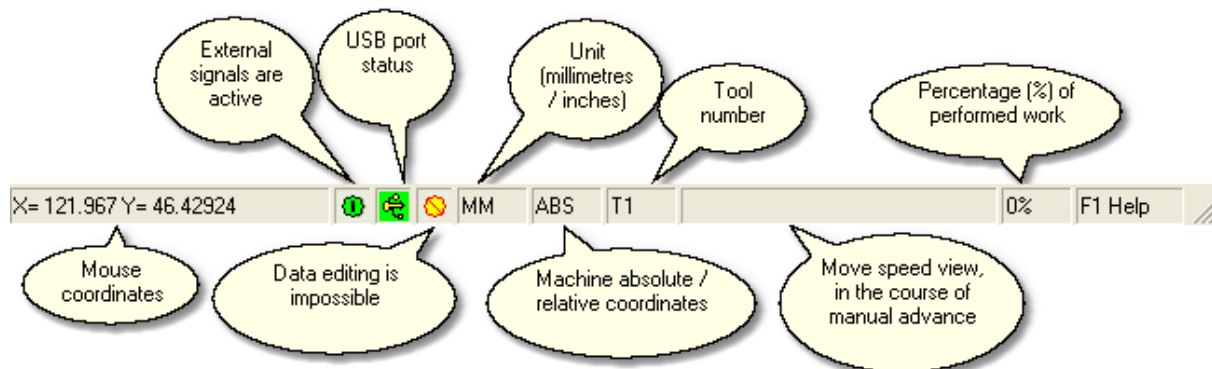 External
signals are
active
USB port
status
Unit
(millimetres
/ inches)
Tool
number
Percentage (%) of
performed work
X= 121.967 Y= 46.42924
MM
ABS
T1
0%
F1 Help
Mouse
coordinates
Data editing is
impossible
Machine absolute /
relative coordinates
Move speed view,
in the course of
manual advance